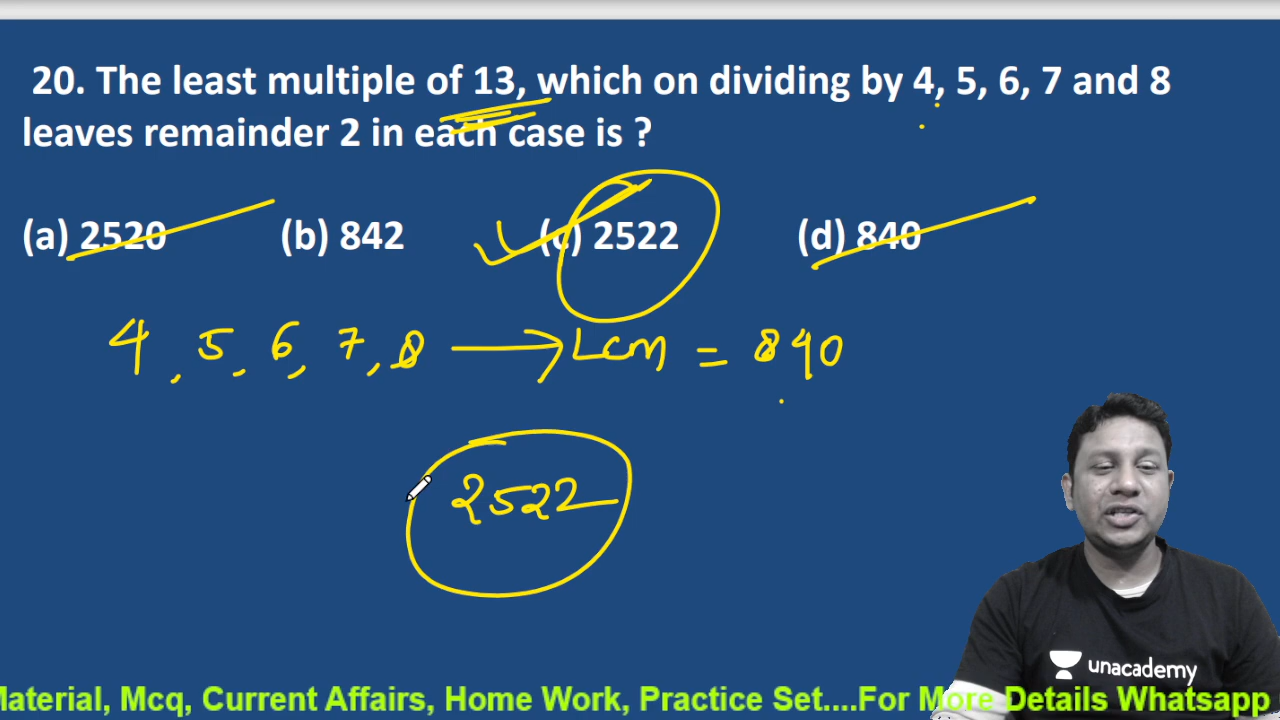 20. The least multiple of 13, which on dividing by 4, 5, 6, 7 and 8
leaves remainder 2 in each case is ?
(a) 2520 (b) 842 (c) 2522 (d) 840
4, 5, 6, 7, 8 → LCM = 840
2522
unacademy
Material, Mcq, Current Affairs, Home Work, Practice Set....For More Details Whatsapp